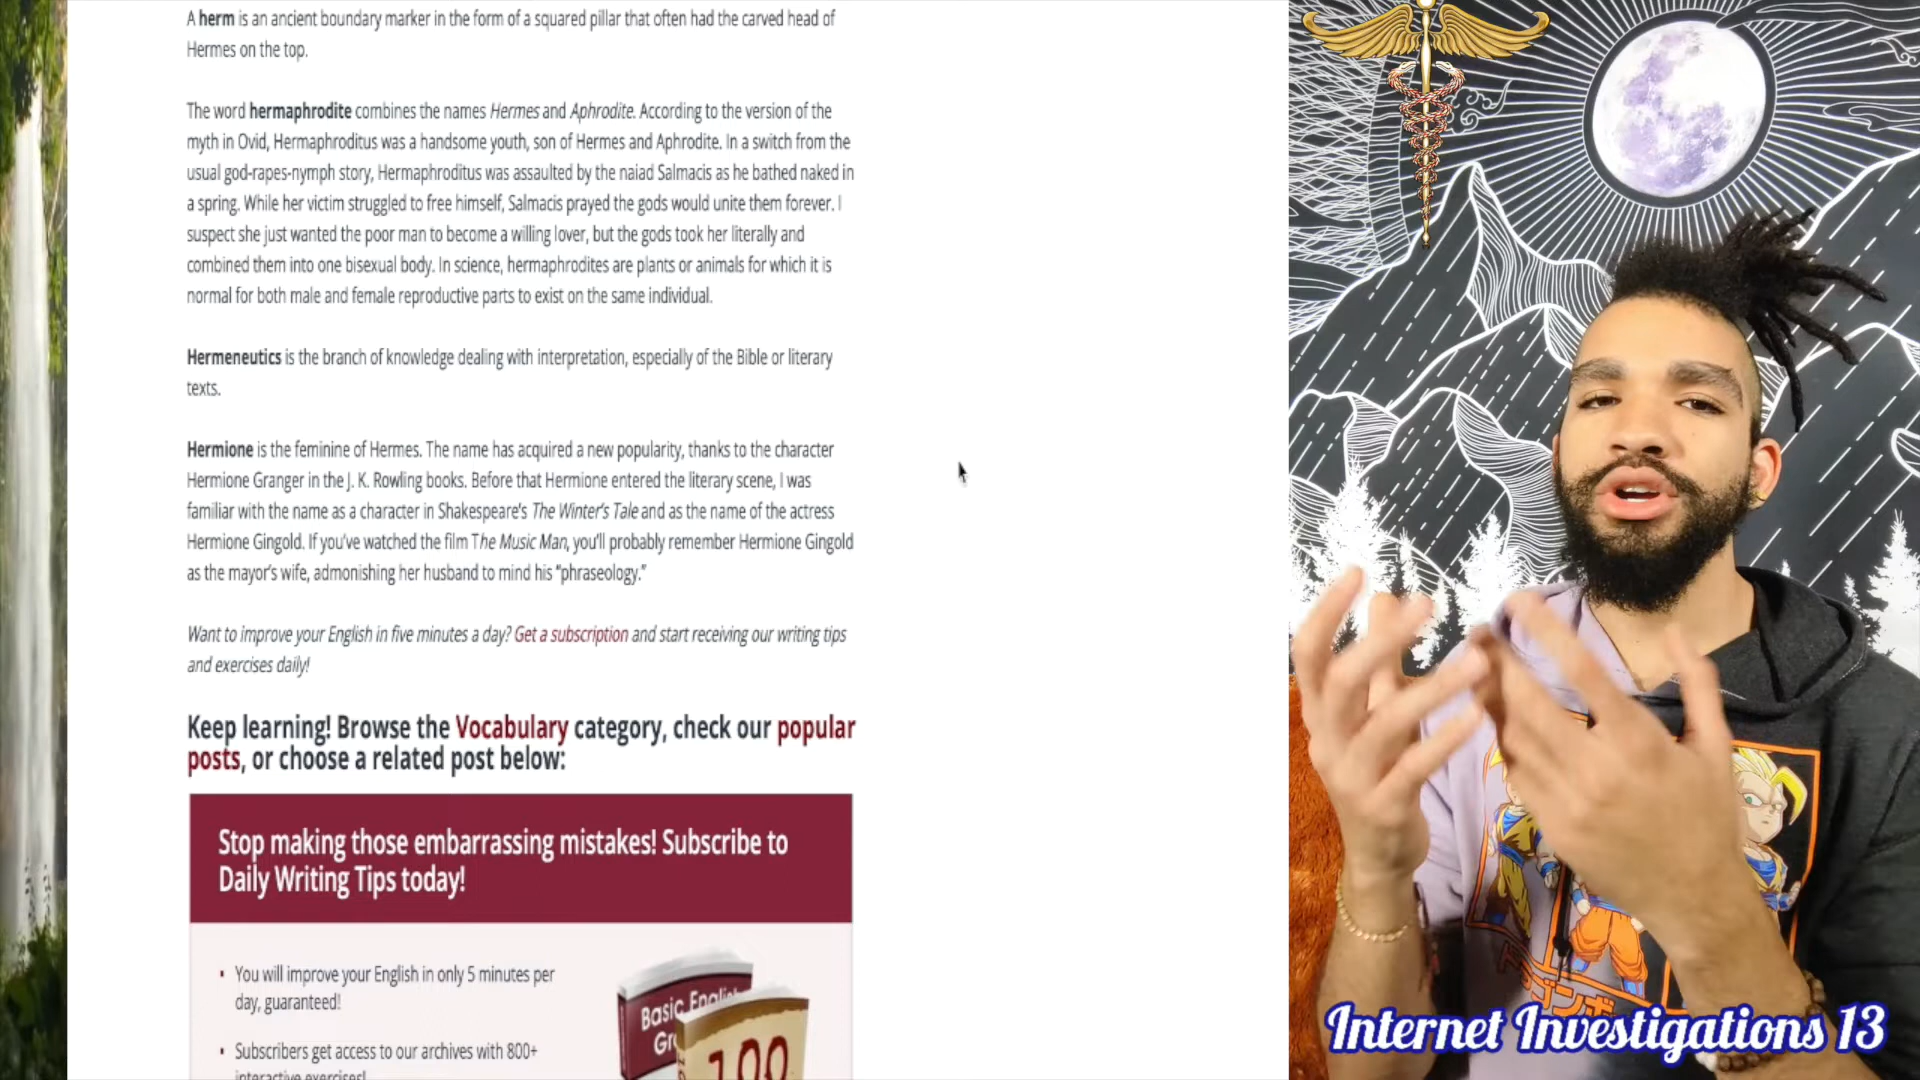 A herm is an ancient boundary marker in the form of a squared pillar that often had the carved head of
Hermes on the top.
The word hermaphrodite combines the names Hermes and Aphrodite. According to the version of the
myth in Ovid, Hermaphroditus was a handsome youth, son of Hermes and Aphrodite. In a switch from the
usual god-rapes-nymph story, Hermaphroditus was assaulted by the naiad Salmacis as he bathed naked in
a spring. While her victim struggled to free himself, Salmacis prayed the gods would unite them forever. I
suspect she just wanted the poor man to become a willing lover, but the gods took her literally and
combined them into one bisexual body. In science, hermaphrodites are plants or animals for which it is
normal for both male and female reproductive parts to exist on the same individual.
Hermeneutics is the branch of knowledge dealing with interpretation, especially of the Bible or literary
texts.
Hermione is the feminine of Hermes. The name has acquired a new popularity, thanks to the character
Hermione Granger in the J. K. Rowling books. Before that Hermione entered the literary scene, I was
familiar with the name as a character in Shakespeare's The Winter's Tale and as the name of the actress
Hermione Gingold. If you've watched the film The Music Man, you'll probably remember Hermione Gingold
as the mayor's wife, admonishing her husband to mind his “phraseology.”
Want to improve your English in five minutes a day? Get a subscription and start receiving our writing tips
and exercises daily!
Keep learning! Browse the Vocabulary category, check our popular
posts, or choose a related post below:
Stop making those embarrassing mistakes! Subscribe to
Daily Writing Tips today!
You will improve your English in only 5 minutes per
day, guaranteed!
Subscribers get access to our archives with 800+
interactive exercises!
Basic English
100
Internet Investigations 13